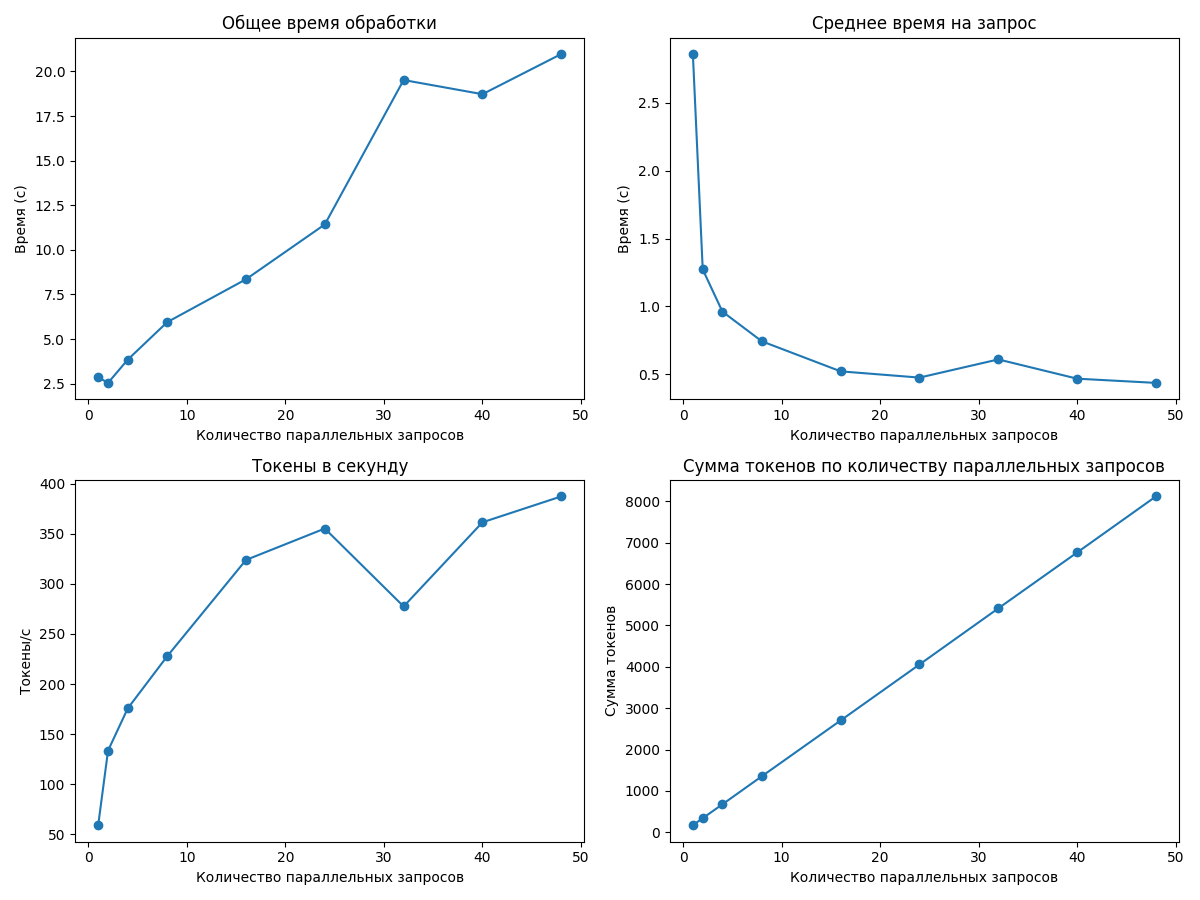 Общее время обработки
Время (с)
20.0
17.5
15.0
12.5
10.0
7.5
5.0
2.5
0 10 20 30 40 50
Количество параллельных запросов
Среднее время на запрос
Время (с)
2.5
2.0
1.5
1.0
0.5
0 10 20 30 40 50
Количество параллельных запросов
Токены в секунду
Токены/с
400
350
300
250
200
150
100
50
0 10 20 30 40 50
Количество параллельных запросов
Сумма токенов по количеству параллельных запросов
Сумма токенов
8000
7000
6000
5000
4000
3000
2000
1000
0
0 10 20 30 40 50
Количество параллельных запросов